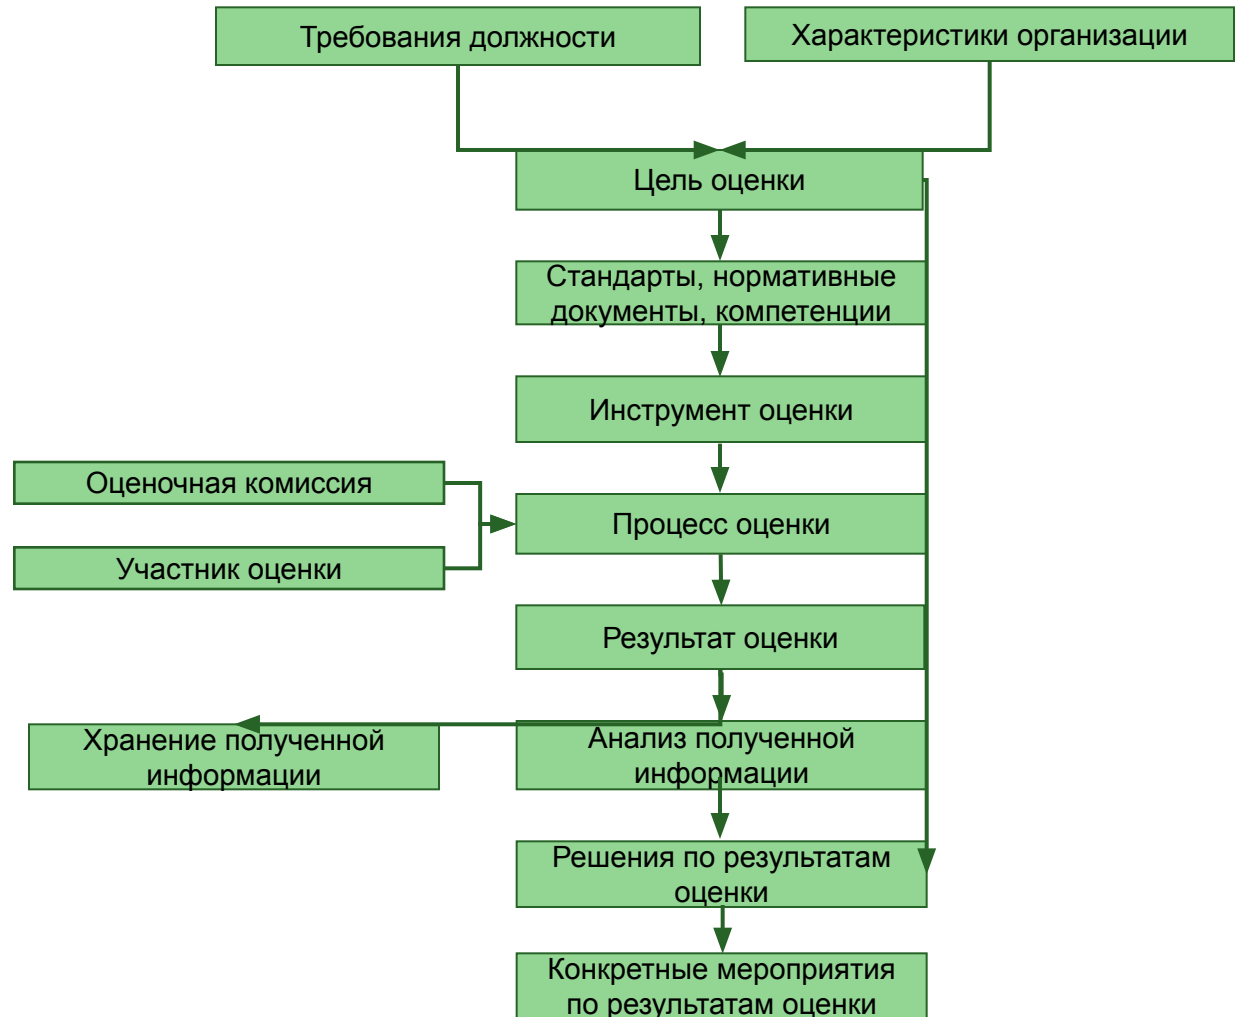 Требования должности
Характеристики организации
Цель оценки
Стандарты, нормативные
документы, компетенции
Инструмент оценки
Оценочная комиссия
Процесс оценки
Участник оценки
Результат оценки
Хранение полученной
информации
Анализ полученной
информации
Решения по результатам
оценки
Конкретные мероприятия
по результатам оценки